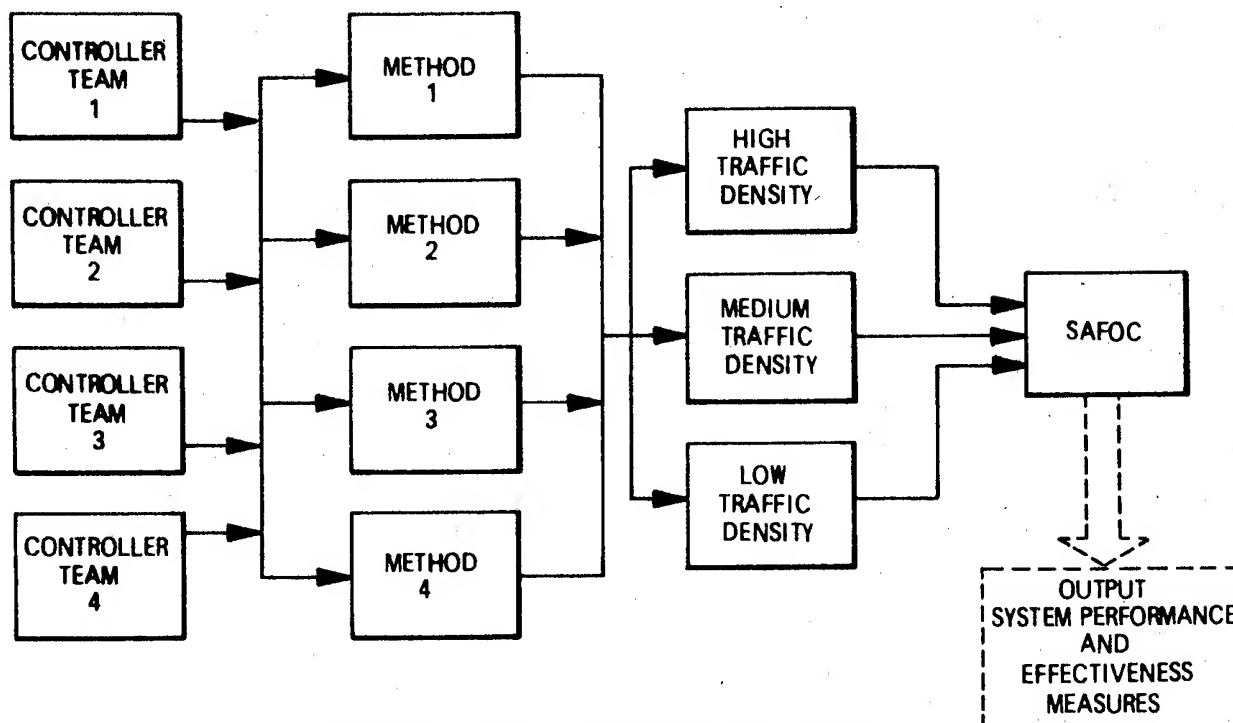 CONTROLLER
TEAM
1
CONTROLLER
TEAM
2
CONTROLLER
TEAM
3
CONTROLLER
TEAM
4
METHOD
1
METHOD
2
METHOD
3
METHOD
4
HIGH
TRAFFIC
DENSITY
MEDIUM
TRAFFIC
DENSITY
LOW
TRAFFIC
DENSITY
SAFOC
OUTPUT
SYSTEM PERFORMANCE
AND
EFFECTIVENESS
MEASURES